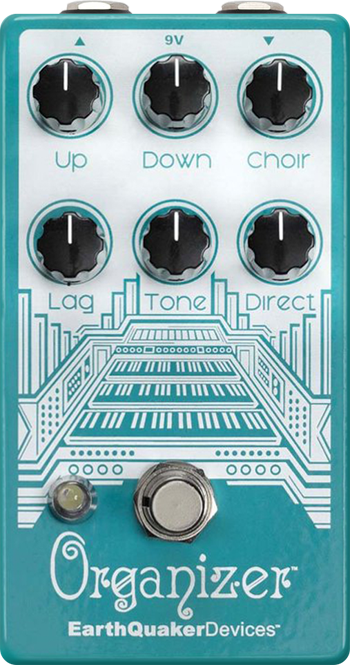 ▲ 9V ▼
Up Down Choir
Lag Tone Direct
Organizer™
EarthQuakerDevices™